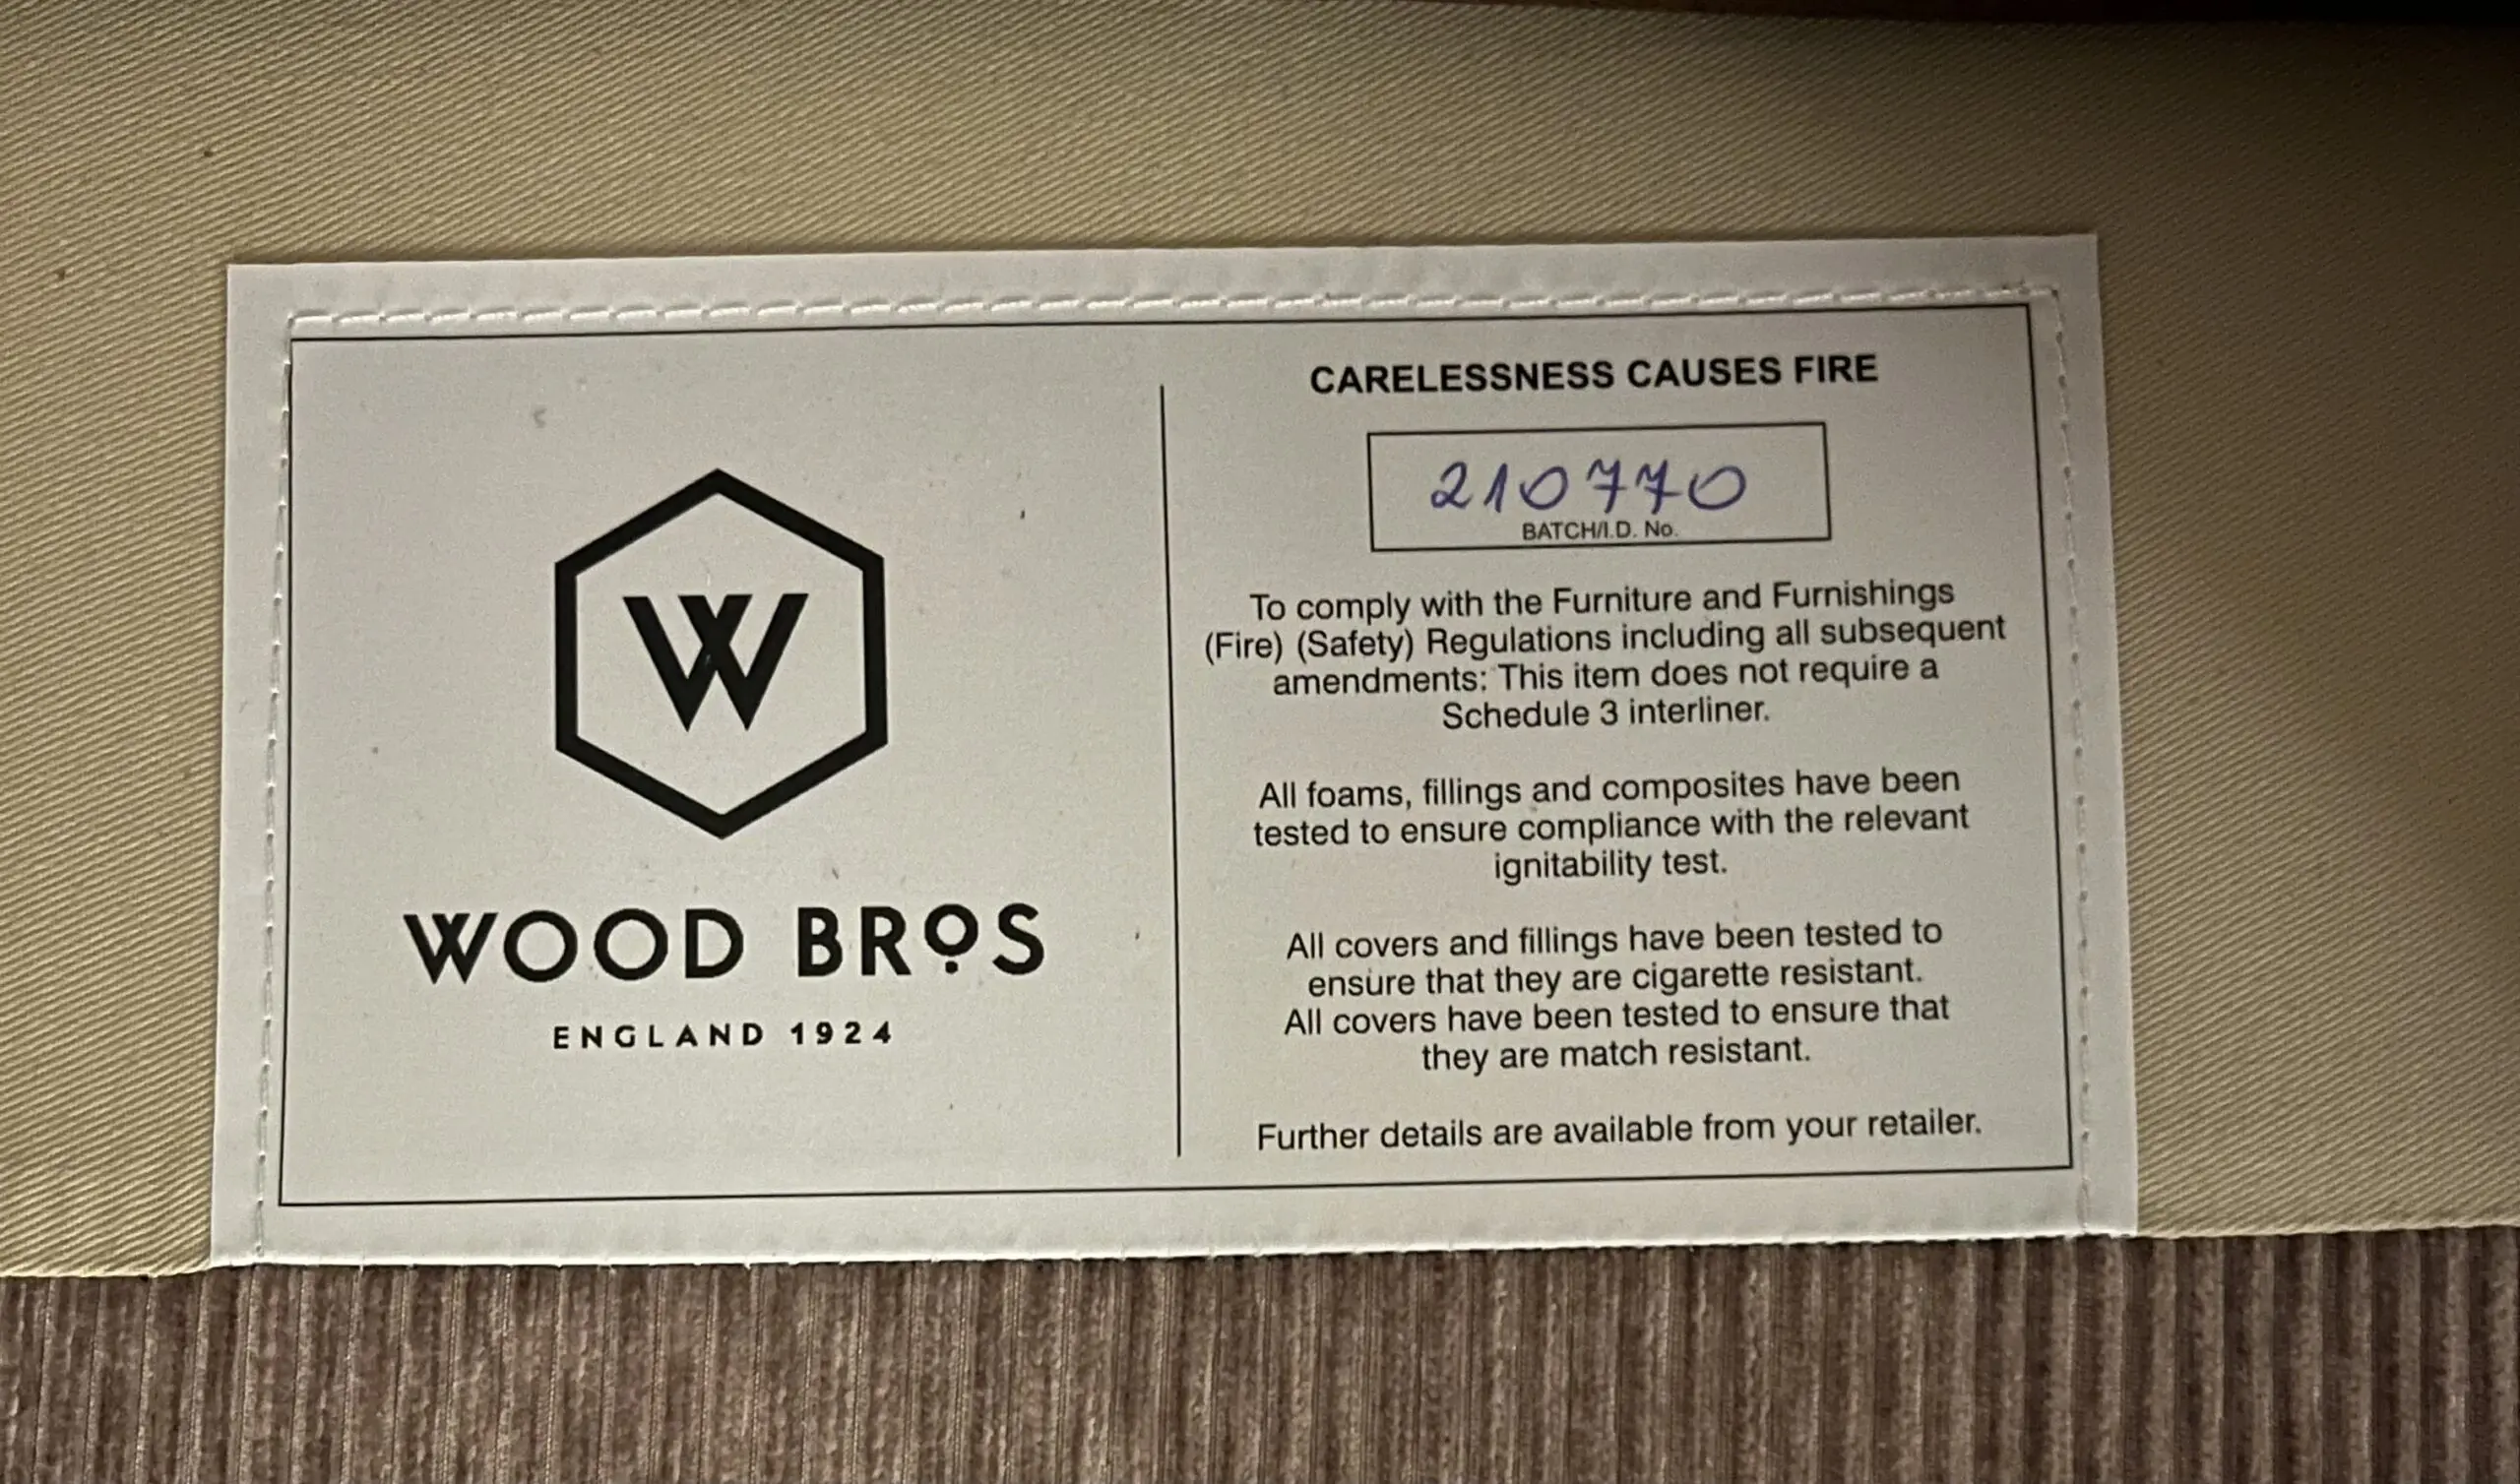 W
WOOD BROS
ENGLAND 1924
CARELESSNESS CAUSES FIRE
210770
BATCH/I.D. No.
To comply with the Furniture and Furnishings
(Fire) (Safety) Regulations including all subsequent
amendments: This item does not require a
Schedule 3 interliner.
All foams, fillings and composites have been
tested to ensure compliance with the relevant
ignitability test.
All covers and fillings have been tested to
ensure that they are cigarette resistant.
All covers have been tested to ensure that
they are match resistant.
Further details are available from your retailer.